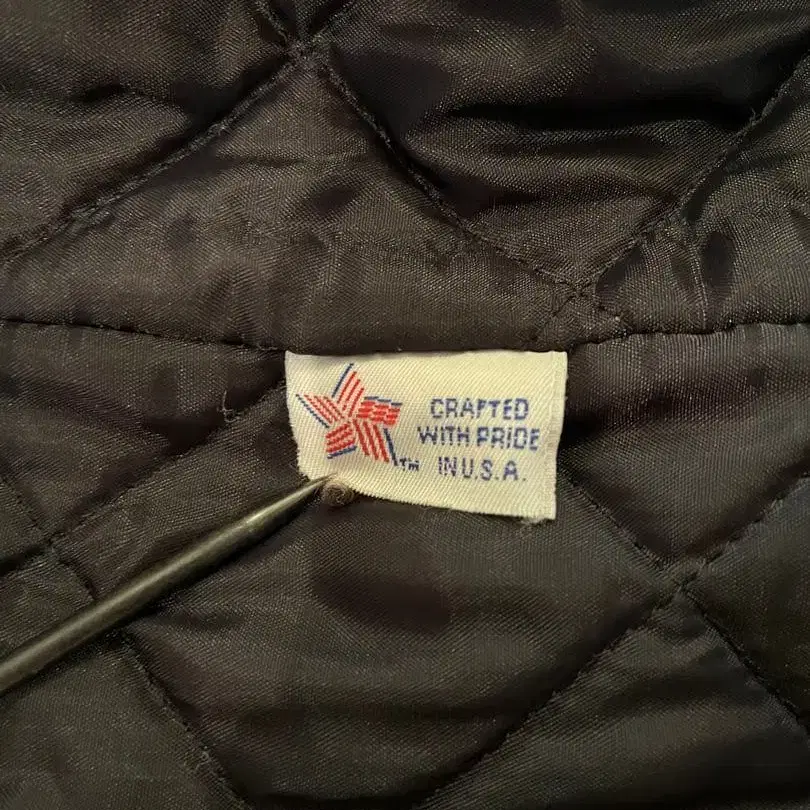 CRAFTED
WITH PRIDE
TM IN U.S.A.